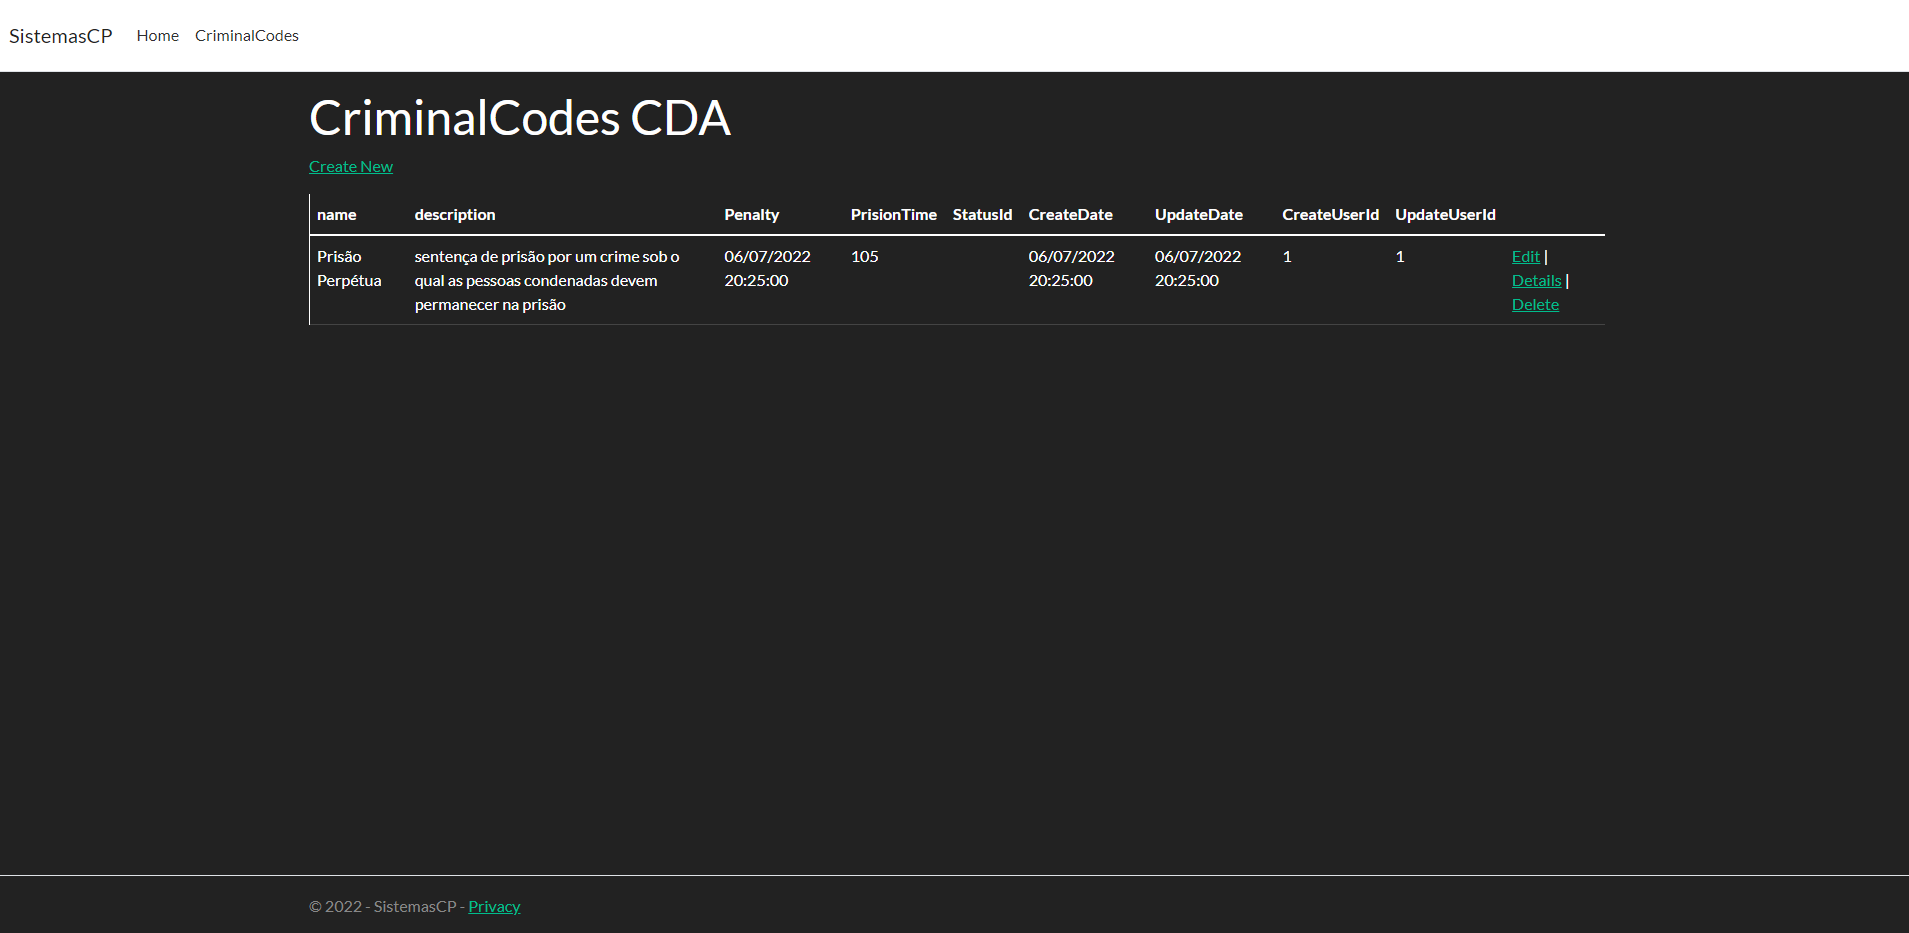 SistemasCP Home CriminalCodes
CriminalCodes CDA
Create New
name description Penalty PrisionTime StatusId CreateDate UpdateDate CreateUserId UpdateUserId
Prisão sentença de prisão por um crime sob o 06/07/2022 105 06/07/2022 06/07/2022 1 1 Edit |
Perpétua qual as pessoas condenadas devem 20:25:00 20:25:00 20:25:00 Details |
permanecer na prisão Delete
© 2022 - SistemasCP - Privacy